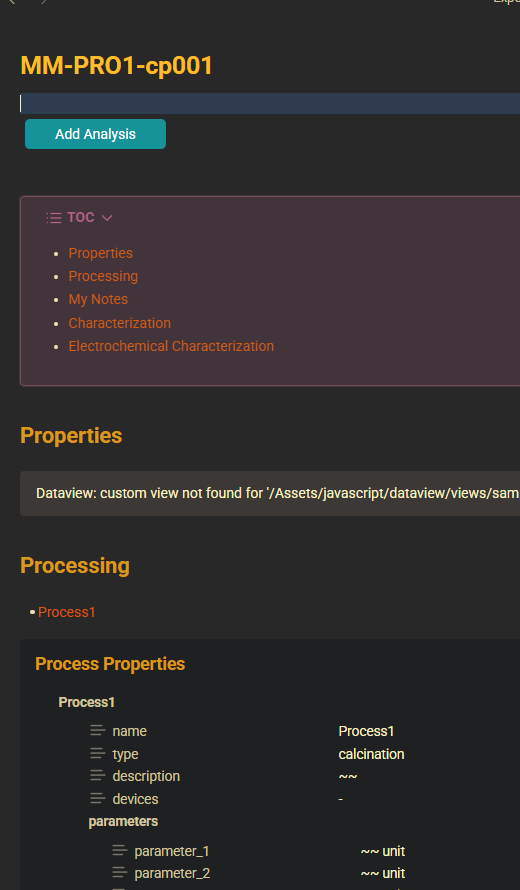 MM-PRO1-cp001
Add Analysis
TOC
Properties
Processing
My Notes
Characterization
Electrochemical Characterization
Properties
Dataview: custom view not found for '/Assets/javascript/dataview/views/sam
Processing
Process1
Process Properties
Process1
name Process1
type calcination
description ~~
devices -
parameters
parameter_1 ~~ unit
parameter_2 ~~ unit